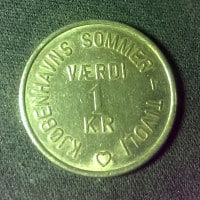 KJØBENHAVNS SOMMER - TIVOLI
VÆRDI
1
KR